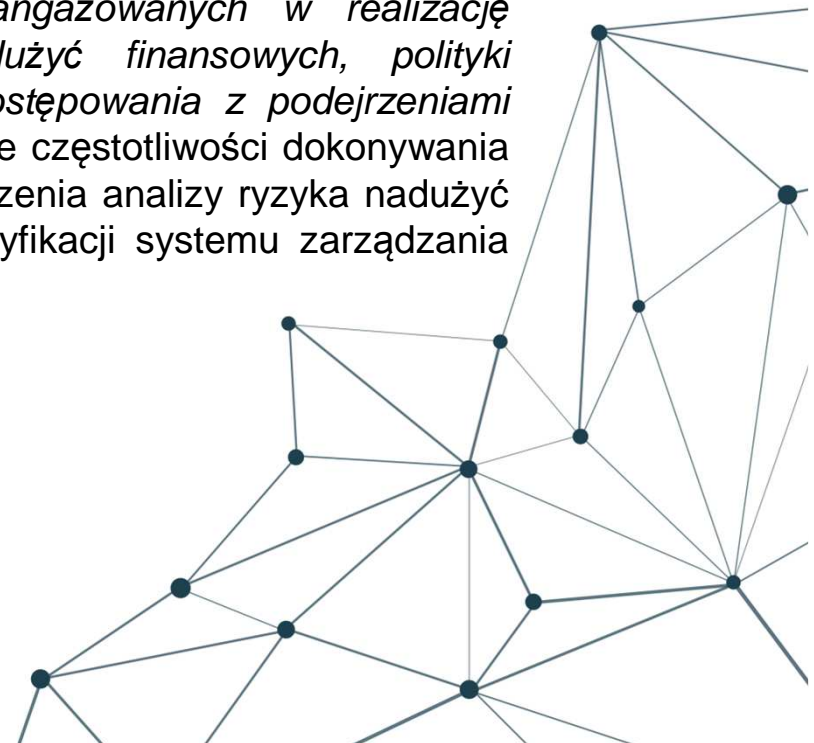 angażowanych w realizację
dużyć finansowych, polityki
ostępowania z podejrzeniami
e częstotliwości dokonywania
zenia analizy ryzyka nadużyć
yfikacji systemu zarządzania